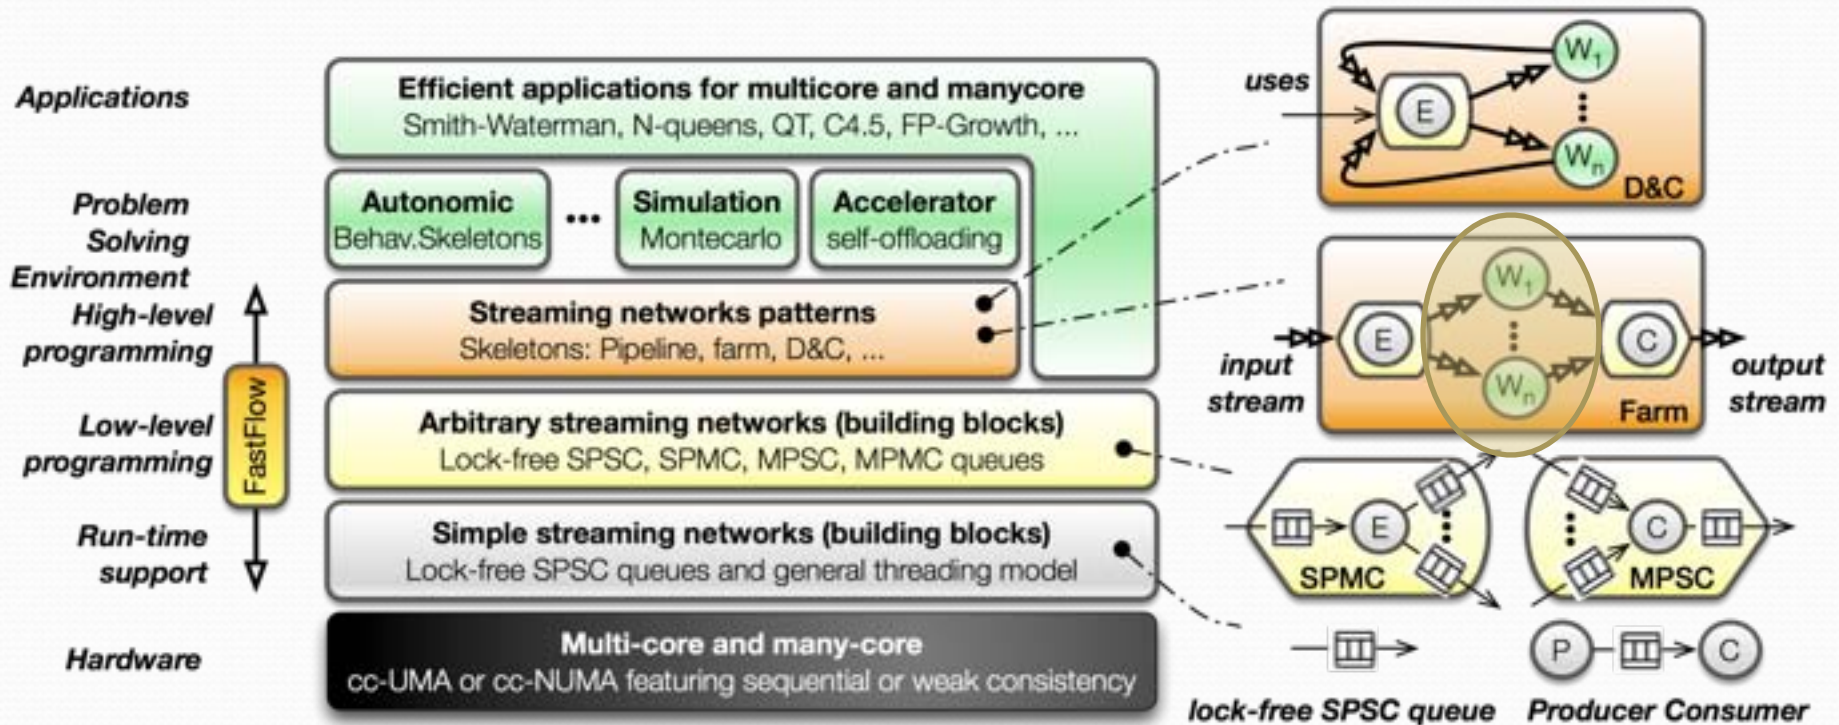 Applications
Efficient applications for multicore and manycore
Smith-Waterman, N-queens, QT, C4.5, FP-Growth, ...
Problem
Solving
Environment
Autonomic
Behav.Skeletons
...
Simulation
Montecarlo
Accelerator
self-offloading
High-level
programming
Streaming networks patterns
Skeletons: Pipeline, farm, D&C, ...
FastFlow
Low-level
programming
Arbitrary streaming networks (building blocks)
Lock-free SPSC, SPMC, MPSC, MPMC queues
Run-time
support
Simple streaming networks (building blocks)
Lock-free SPSC queues and general threading model
Hardware
Multi-core and many-core
cc-UMA or cc-NUMA featuring sequential or weak consistency
uses
E
W1
Wn
D&C
input
stream
E
W1
Wn
C
Farm
output
stream
E
SPMC
C
MPSC
lock-free SPSC queue
P
C
Producer Consumer